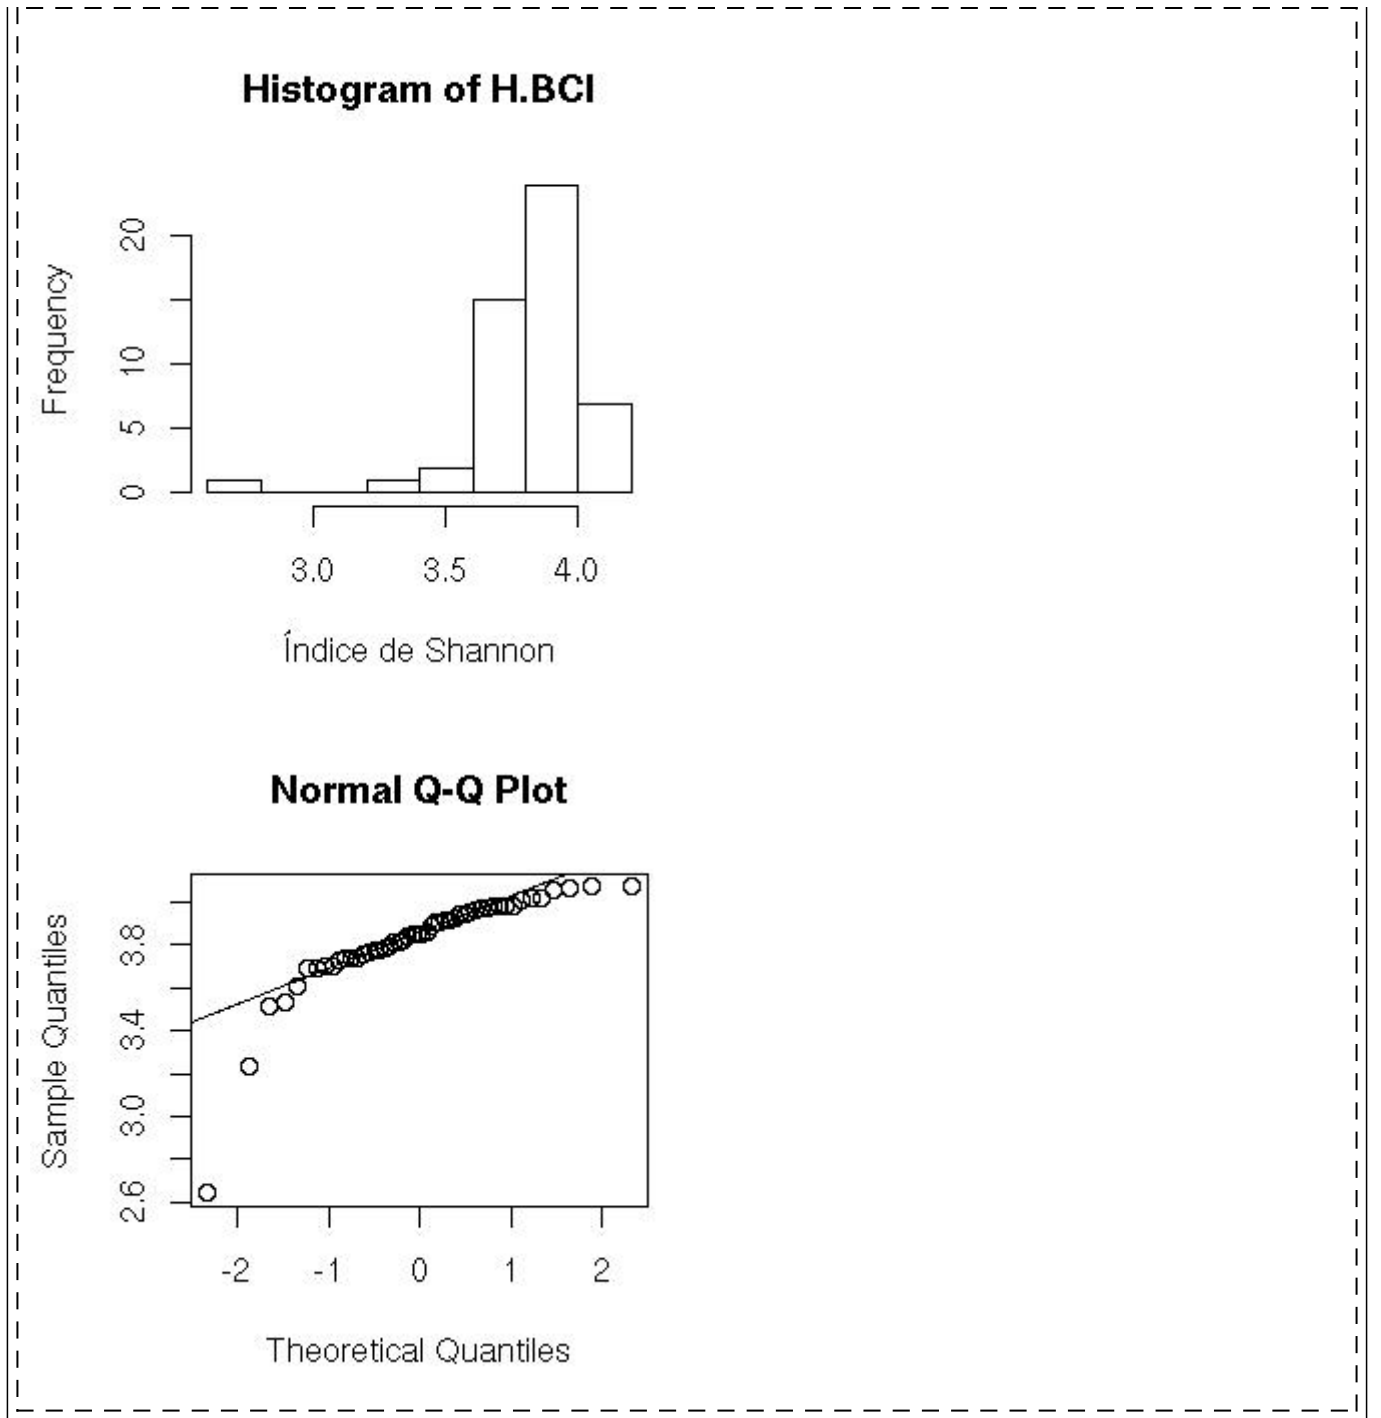 Histogram of H.BCI
Frequency
20
10
5
0
3.0 3.5 4.0
Índice de Shannon
Normal Q-Q Plot
Sample Quantiles
3.8
3.4
3.0
2.6
-2 -1 0 1 2
Theoretical Quantiles